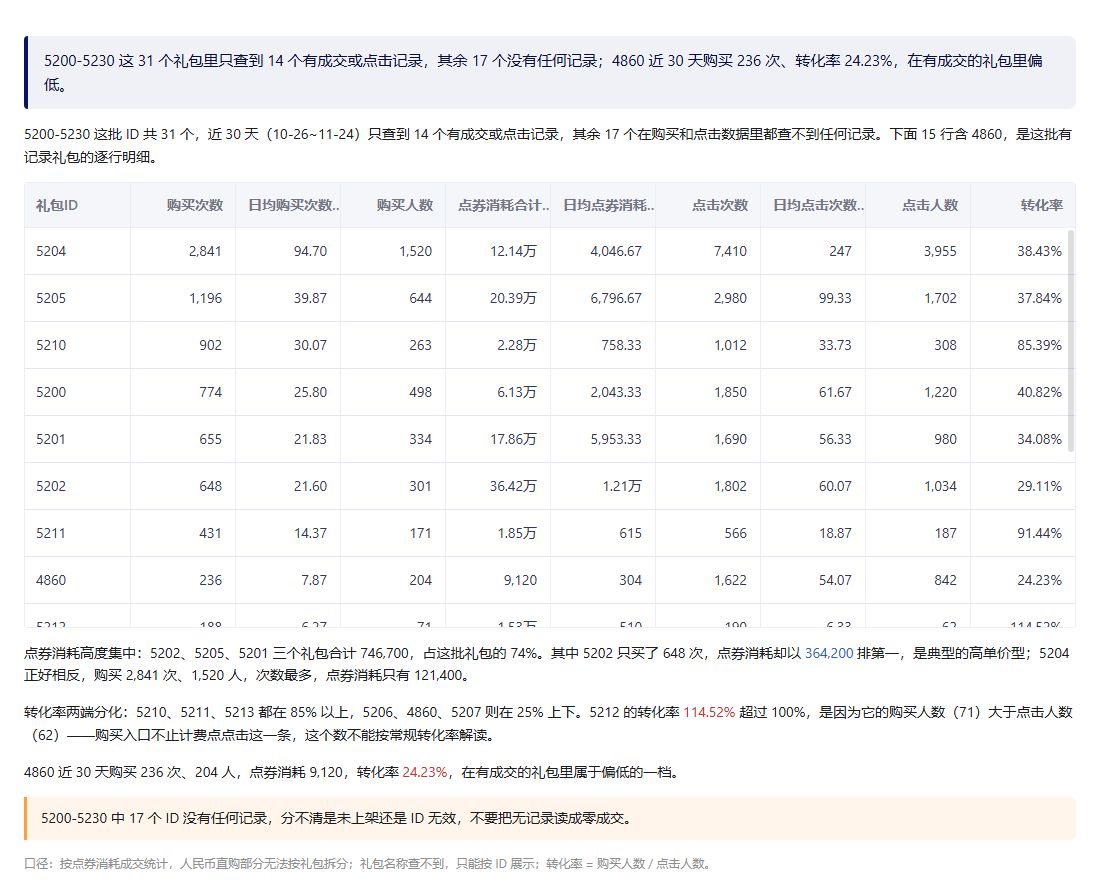 5200-5230 这 31 个礼包里只查到 14 个有成交或点击记录，其余 17 个没有任何记录；4860 近 30 天购买 236 次、转化率 24.23%，在有成交的礼包里偏
低。
5200-5230 这批 ID 共 31 个，近 30 天（10-26~11-24）只查到 14 个有成交或点击记录，其余 17 个在购买和点击数据里都查不到任何记录。下面 15 行含 4860，是这批有
记录礼包的逐行明细。
礼包ID 购买次数 日均购买次数.. 购买人数 点券消耗合计.. 日均点券消耗.. 点击次数 日均点击次数.. 点击人数 转化率
5204 2,841 94.70 1,520 12.14万 4,046.67 7,410 247 3,955 38.43%
5205 1,196 39.87 644 20.39万 6,796.67 2,980 99.33 1,702 37.84%
5210 902 30.07 263 2.28万 758.33 1,012 33.73 308 85.39%
5200 774 25.80 498 6.13万 2,043.33 1,850 61.67 1,220 40.82%
5201 655 21.83 334 17.86万 5,953.33 1,690 56.33 980 34.08%
5202 648 21.60 301 36.42万 1.21万 1,802 60.07 1,034 29.11%
5211 431 14.37 171 1.85万 615 566 18.87 187 91.44%
4860 236 7.87 204 9,120 304 1,622 54.07 842 24.23%
5212 188 6.27 71 1.53万 510 190 6.33 62 114.52%
点券消耗高度集中：5202、5205、5201 三个礼包合计 746,700，占这批礼包的 74%。其中 5202 只买了 648 次，点券消耗却以 364,200 排第一，是典型的高单价型；5204
正好相反，购买 2,841 次、1,520 人，次数最多，点券消耗只有 121,400。
转化率两端分化：5210、5211、5213 都在 85% 以上，5206、4860、5207 则在 25% 上下。5212 的转化率 114.52% 超过 100%，是因为它的购买人数（71）大于点击人数
（62）——购买入口不止计费点点击这一条，这个数不能按常规转化率解读。
4860 近 30 天购买 236 次、204 人，点券消耗 9,120，转化率 24.23%，在有成交的礼包里属于偏低的一档。
5200-5230 中 17 个 ID 没有任何记录，分不清是未上架还是 ID 无效，不要把无记录读成零成交。
口径：按点券消耗成交统计，人民币直购部分无法按礼包拆分；礼包名称查不到，只能按 ID 展示；转化率 = 购买人数 / 点击人数。